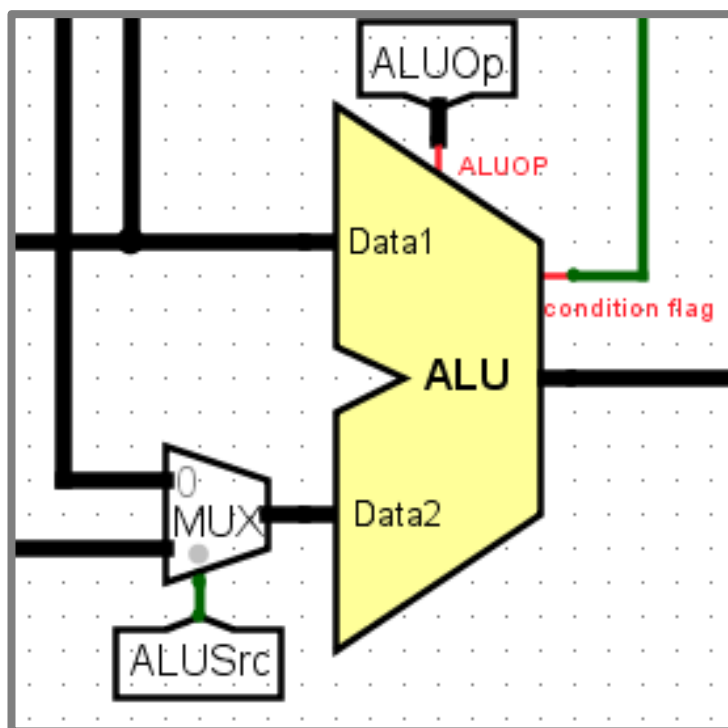 ALUOp
ALUOP
Data1
condition flag
ALU
0
MUX
Data2
ALUSrc